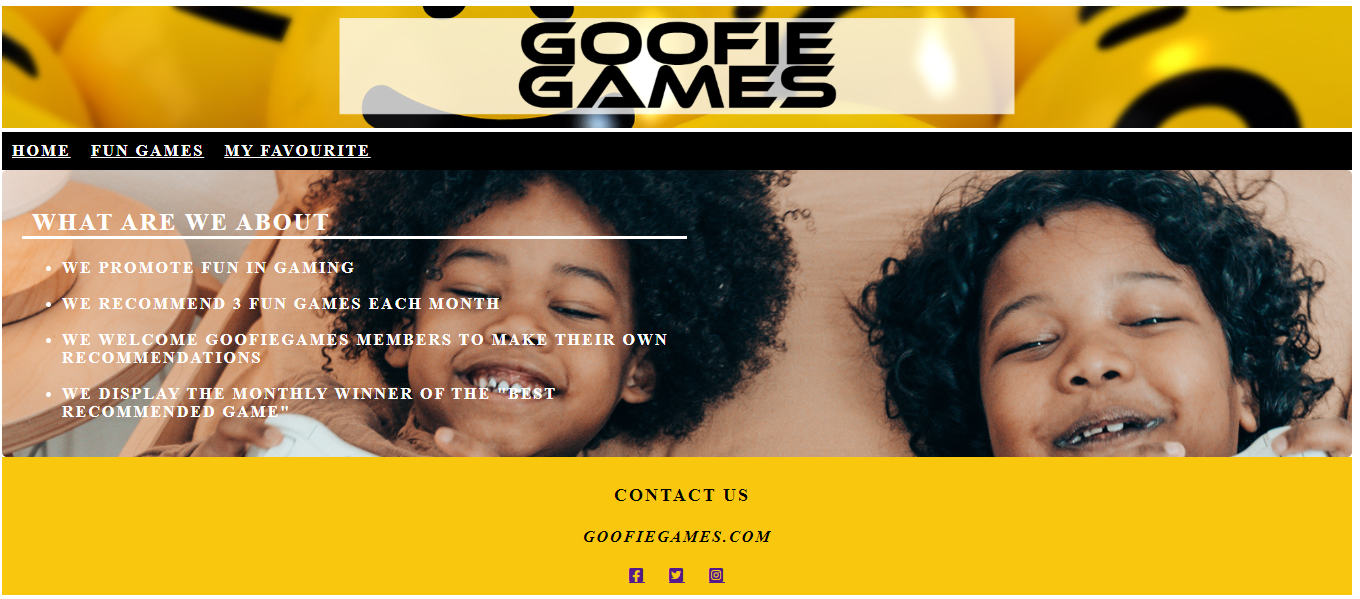 GOOFIE
GAMES
HOME FUN GAMES MY FAVOURITE
WHAT ARE WE ABOUT
• WE PROMOTE FUN IN GAMING
• WE RECOMMEND 3 FUN GAMES EACH MONTH
• WE WELCOME GOOFIEGAMES MEMBERS TO MAKE THEIR OWN
RECOMMENDATIONS
• WE DISPLAY THE MONTHLY WINNER OF THE "BEST
RECOMMENDED GAME"
CONTACT US
GOOFIEGAMES.COM